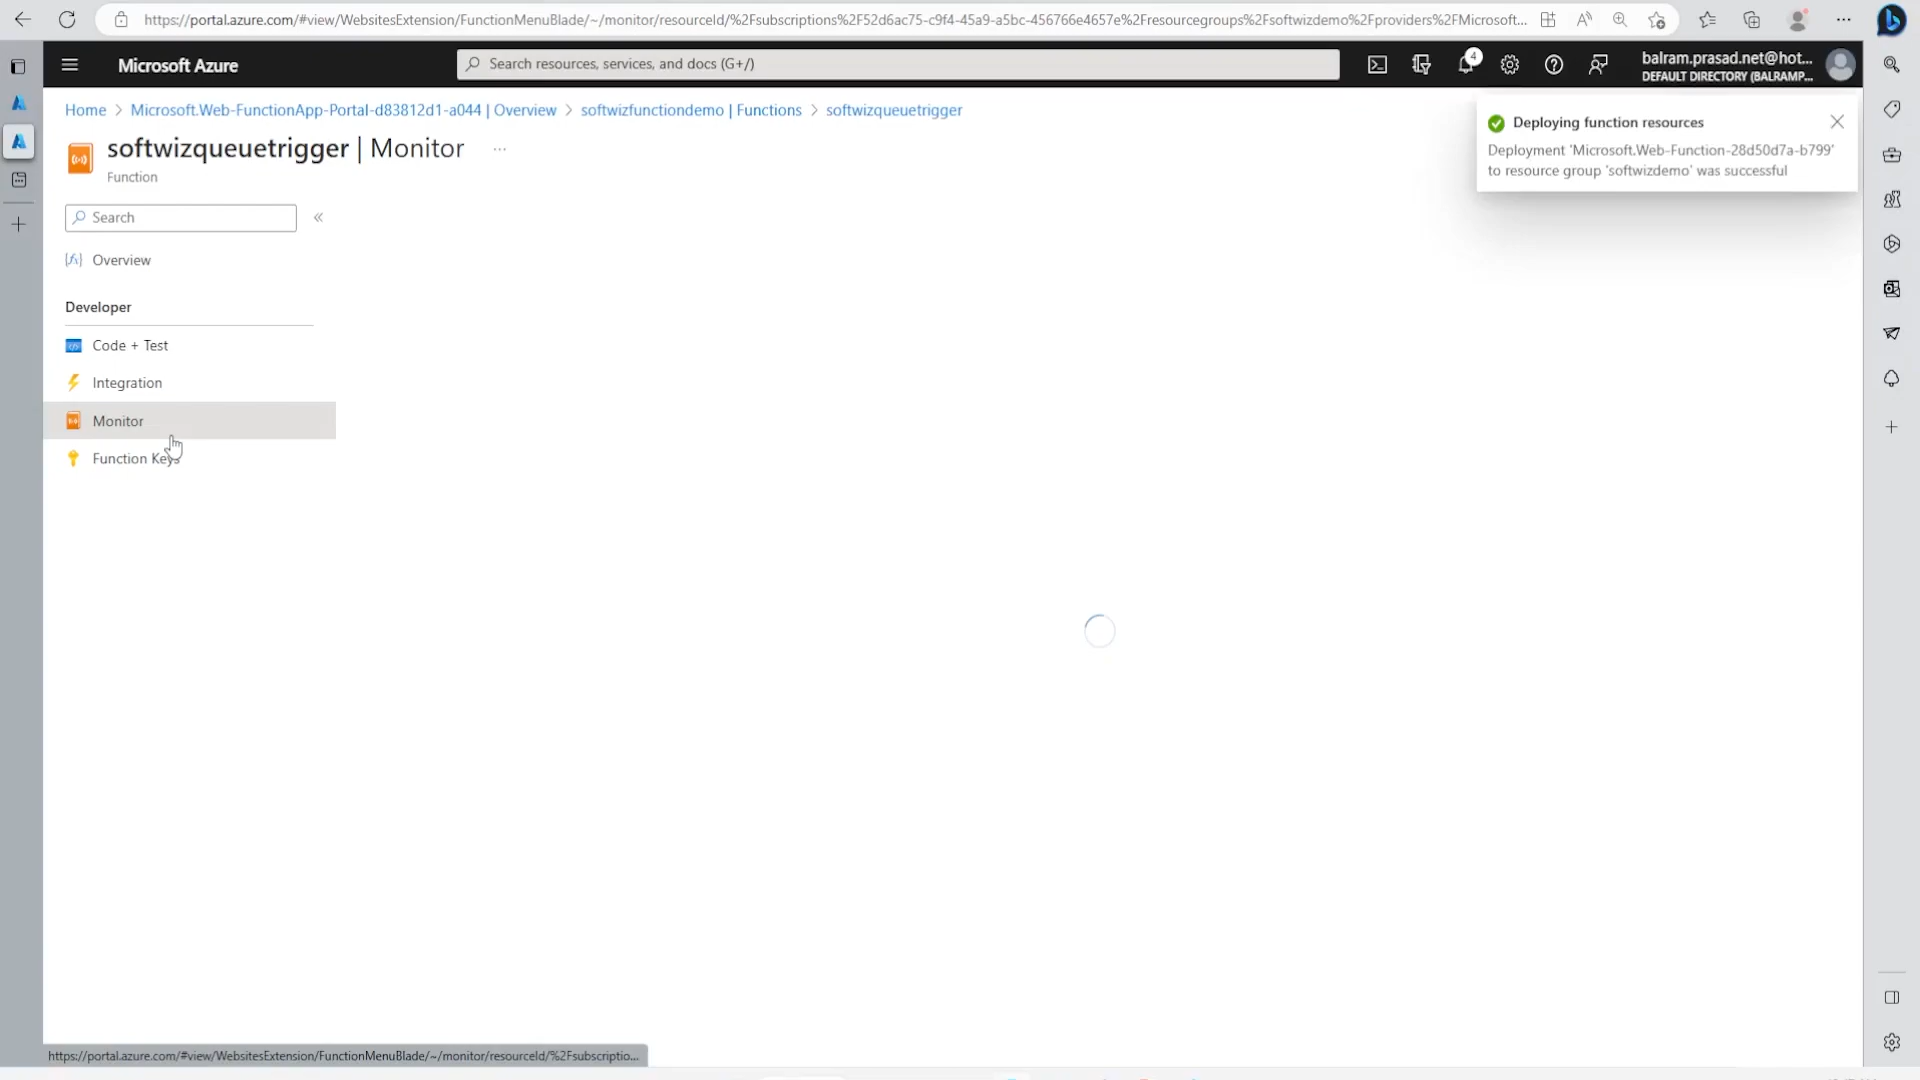 https://portal.azure.com/#view/WebsitesExtension/FunctionMenuBlade/~/monitor/resourceId/%2Fsubscriptions%2F52d6ac75-c9f4-45a9-a5bc-456766e4657e%2Fresourcegroups%2Fsoftwizdemo%2Fproviders%2FMicrosoft...
Microsoft Azure
Search resources, services, and docs (G+/)
4
balram.prasad.net@hot...
DEFAULT DIRECTORY (BALRAMP...
Home > Microsoft.Web-FunctionApp-Portal-d83812d1-a044 | Overview > softwizfunctiondemo | Functions > softwizqueuetrigger
Deploying function resources
Deployment 'Microsoft.Web-Function-28d50d7a-b799'
to resource group 'softwizdemo' was successful
softwizqueuetrigger | Monitor ...
Function
Search
Overview
Developer
Code + Test
Integration
Monitor
Function Keys
https://portal.azure.com/#view/WebsitesExtension/FunctionMenuBlade/~/monitor/resourceId/%2Fsubscriptio...